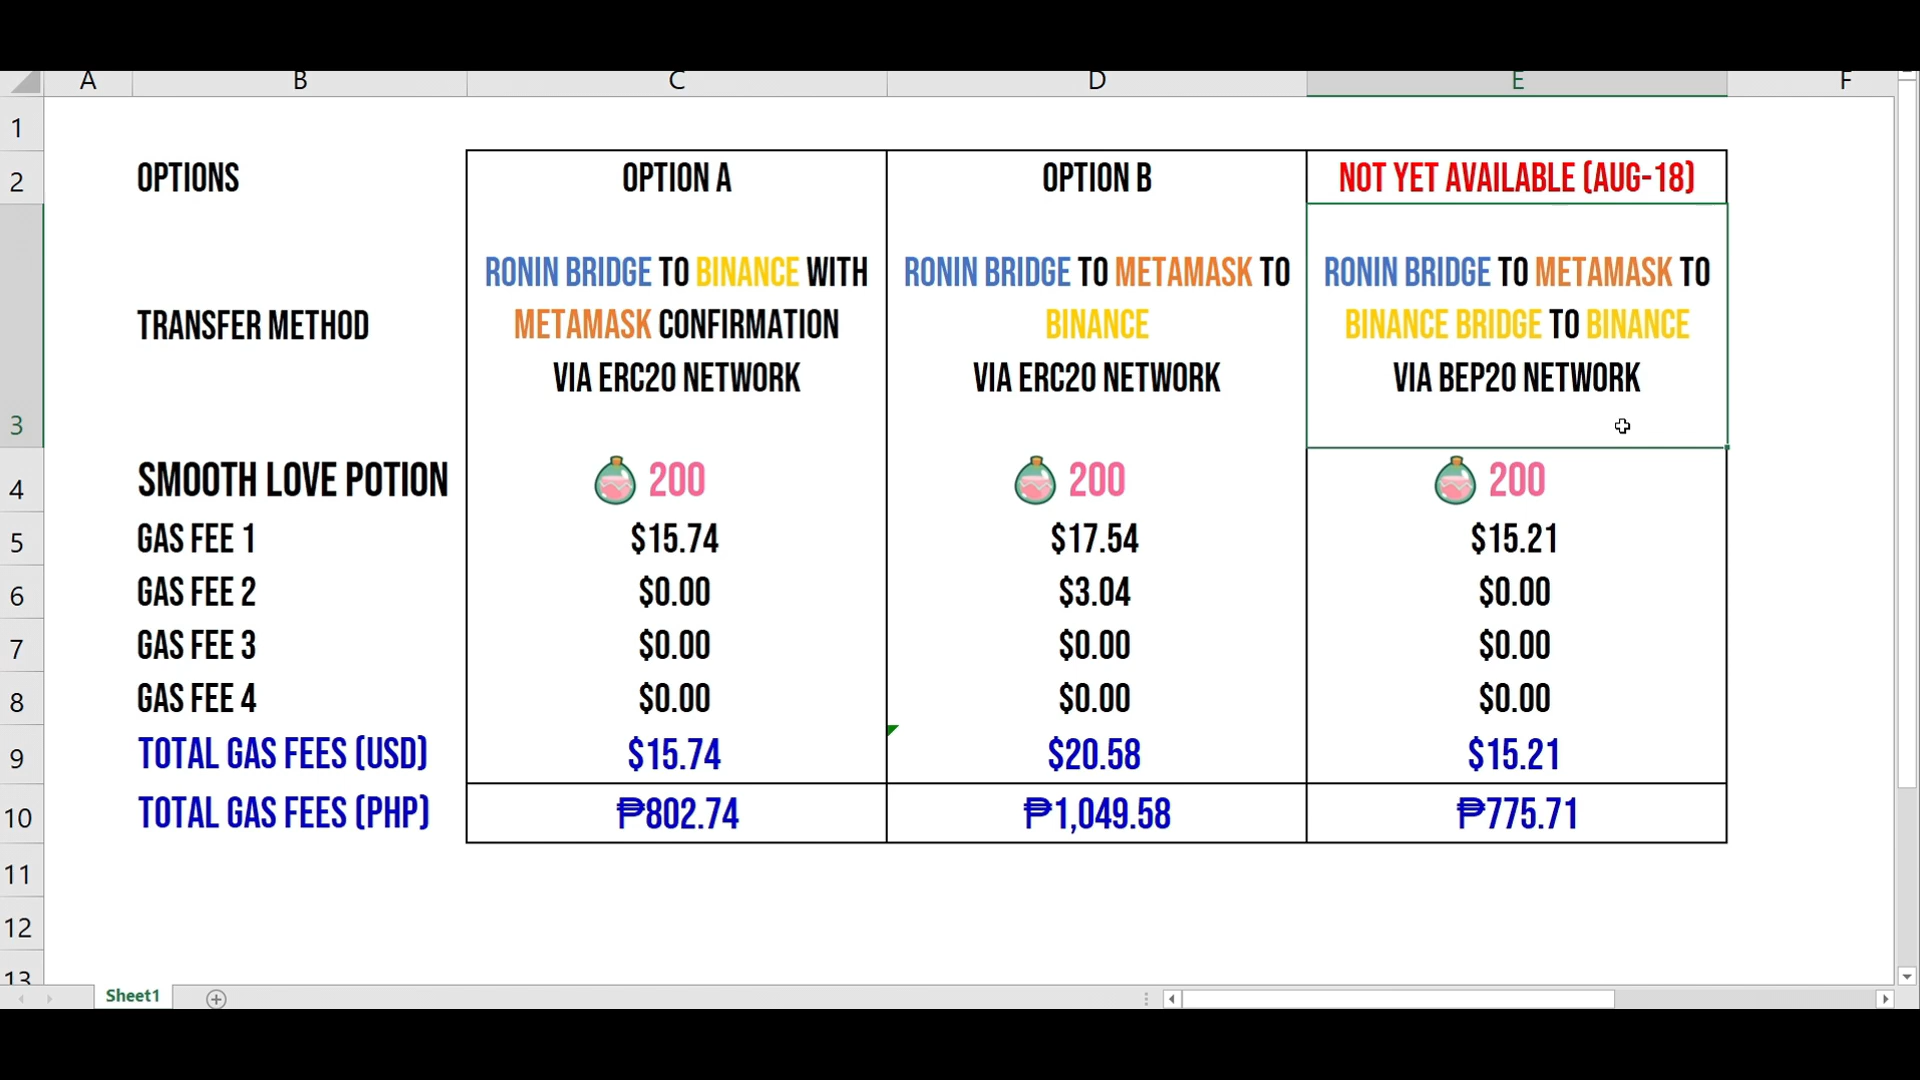 A B C D E F
1
2 OPTIONS OPTION A OPTION B NOT YET AVAILABLE (AUG-18)
RONIN BRIDGE TO BINANCE WITH RONIN BRIDGE TO METAMASK TO RONIN BRIDGE TO METAMASK TO
TRANSFER METHOD METAMASK CONFIRMATION BINANCE BINANCE BRIDGE TO BINANCE
VIA ERC20 NETWORK VIA ERC20 NETWORK VIA BEP20 NETWORK
3
4 SMOOTH LOVE POTION 200 200 200
5 GAS FEE 1 $15.74 $17.54 $15.21
6 GAS FEE 2 $0.00 $3.04 $0.00
7 GAS FEE 3 $0.00 $0.00 $0.00
8 GAS FEE 4 $0.00 $0.00 $0.00
9 TOTAL GAS FEES (USD) $15.74 $20.58 $15.21
10 TOTAL GAS FEES (PHP) ₱802.74 ₱1,049.58 ₱775.71
11
12
13
Sheet1